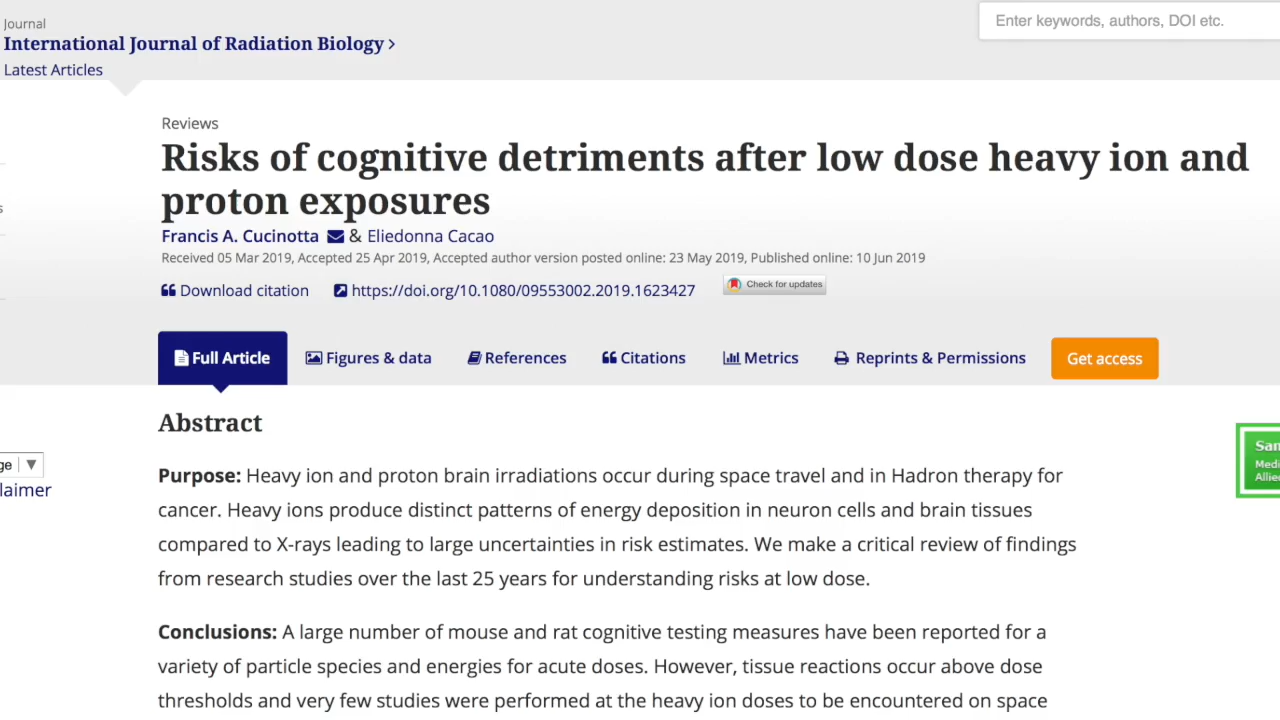 Journal
International Journal of Radiation Biology >
Latest Articles
Enter keywords, authors, DOI etc.
Reviews
Risks of cognitive detriments after low dose heavy ion and
proton exposures
Francis A. Cucinotta & Eliedonna Cacao
Received 05 Mar 2019, Accepted 25 Apr 2019, Accepted author version posted online: 23 May 2019, Published online: 10 Jun 2019
Download citation https://doi.org/10.1080/09553002.2019.1623427 Check for updates
Full Article Figures & data References Citations Metrics Reprints & Permissions Get access
Abstract
Purpose: Heavy ion and proton brain irradiations occur during space travel and in Hadron therapy for
cancer. Heavy ions produce distinct patterns of energy deposition in neuron cells and brain tissues
compared to X-rays leading to large uncertainties in risk estimates. We make a critical review of findings
from research studies over the last 25 years for understanding risks at low dose.
Conclusions: A large number of mouse and rat cognitive testing measures have been reported for a
variety of particle species and energies for acute doses. However, tissue reactions occur above dose
thresholds and very few studies were performed at the heavy ion doses to be encountered on space
ge
laimer
San
Medi
Allie